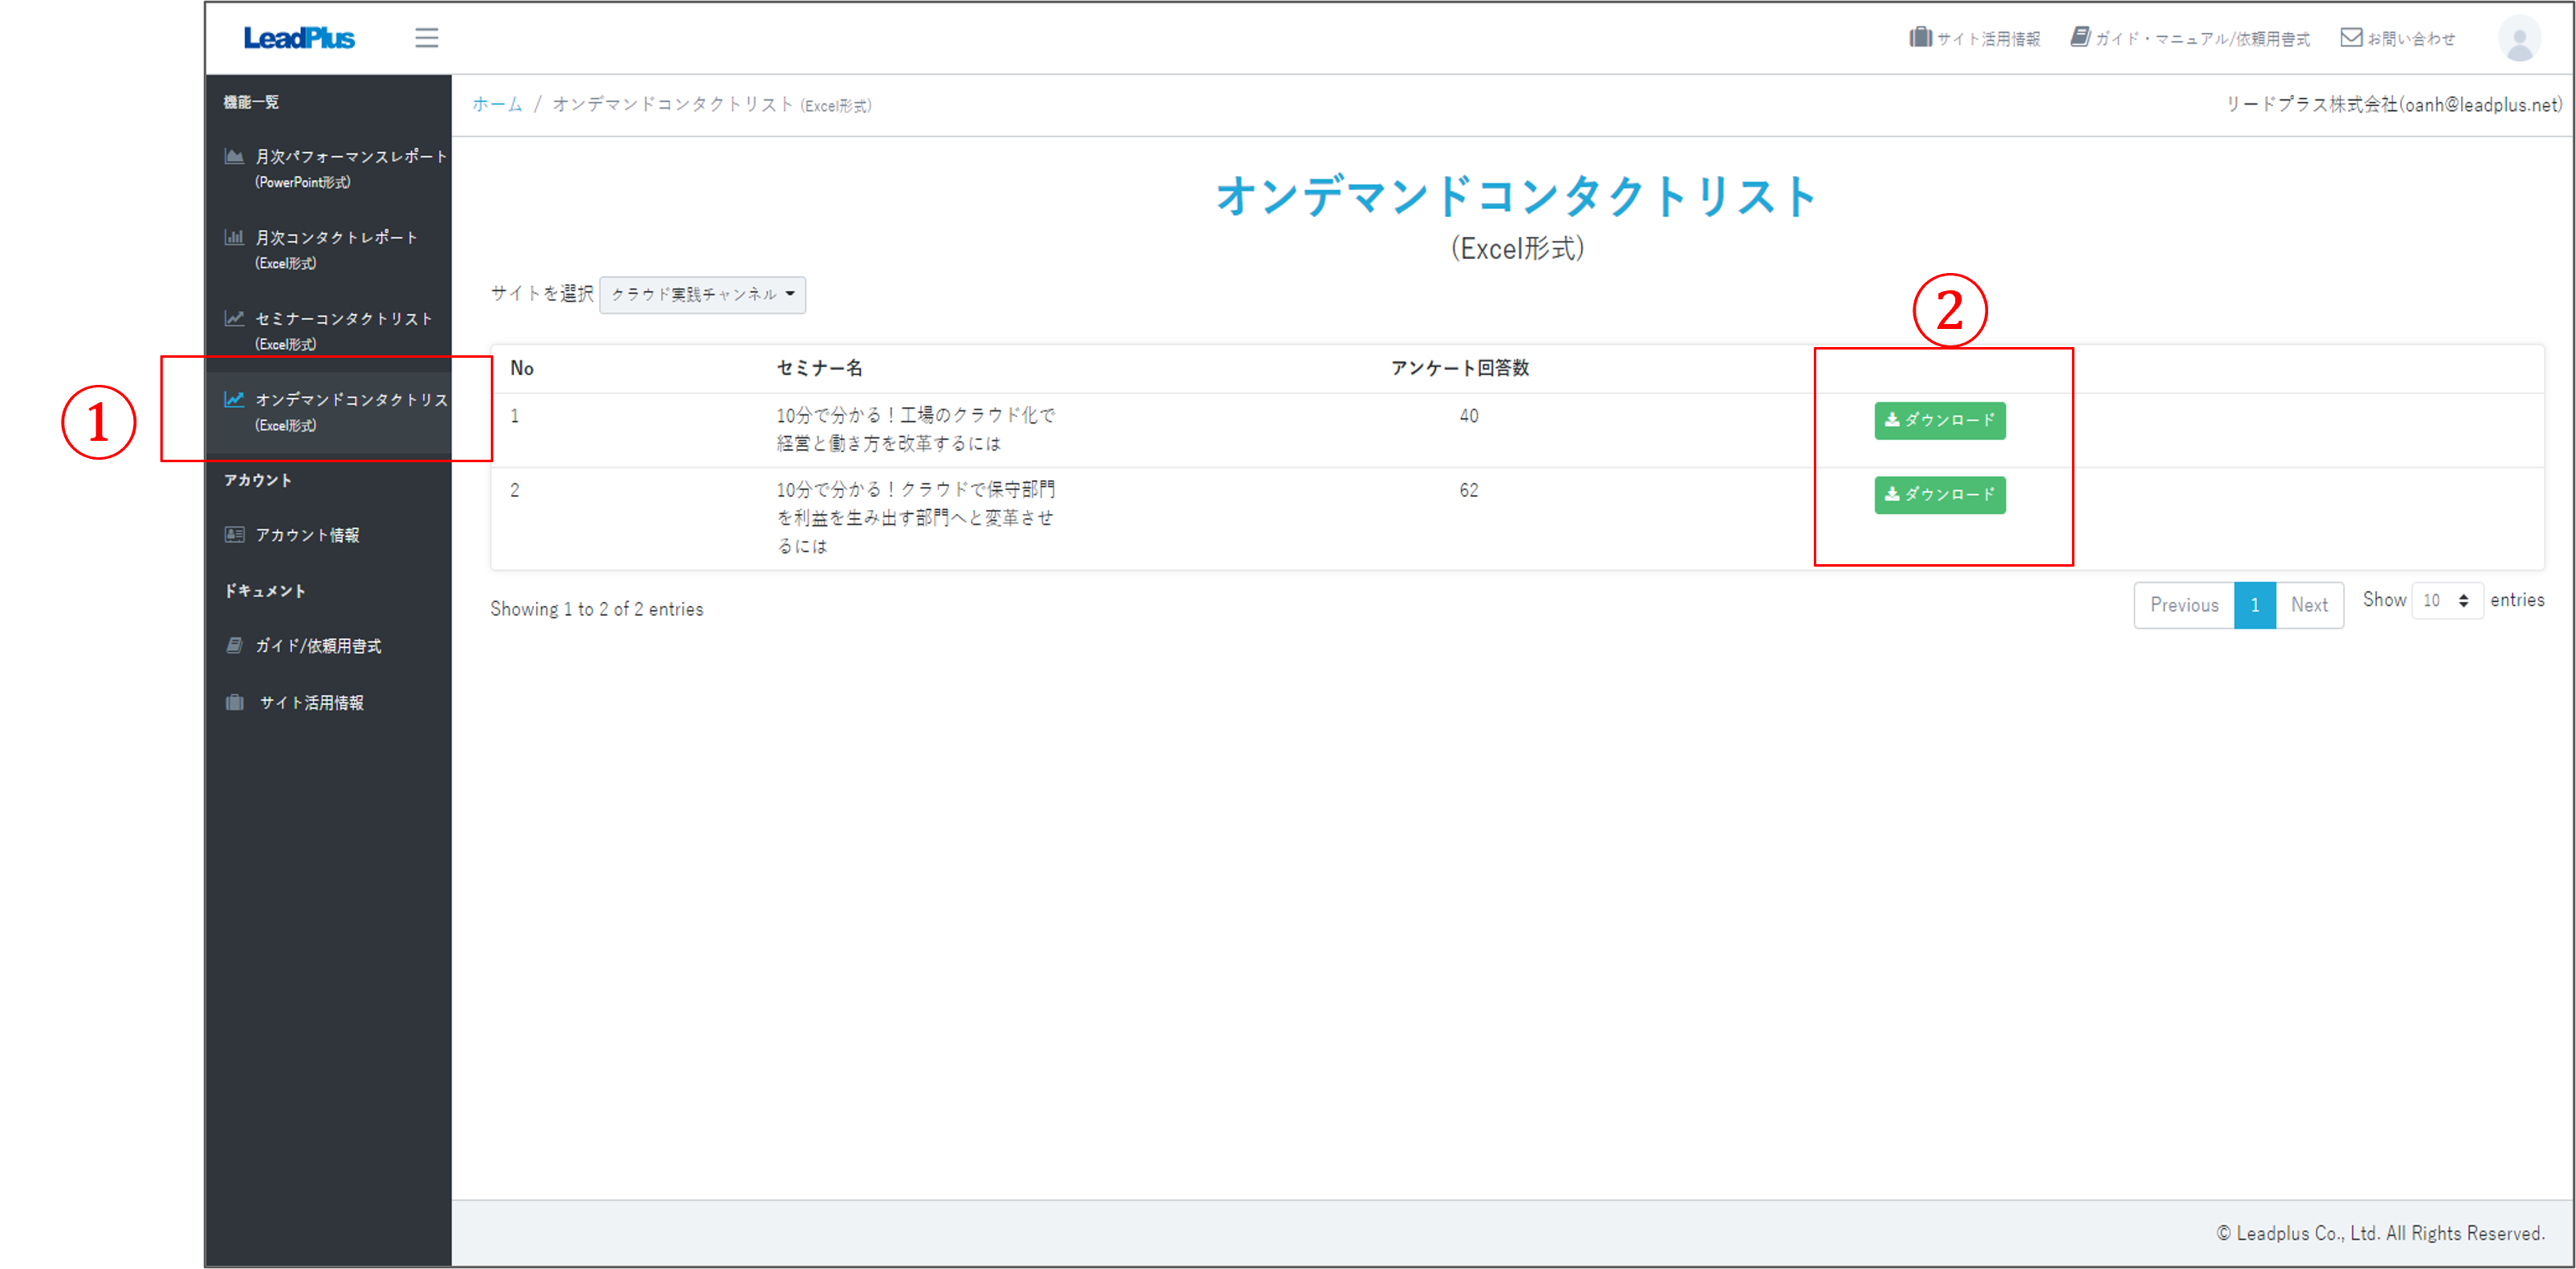 LeadPlus
サイト活用情報
ガイド・マニュアル/依頼用書式
お問い合わせ
機能一覧
月次パフォーマンスレポート
(PowerPoint形式)
月次コンタクトレポート
(Excel形式)
セミナーコンタクトリスト
(Excel形式)
①
オンデマンドコンタクトリス
(Excel形式)
アカウント
アカウント情報
ドキュメント
ガイド/依頼用書式
サイト活用情報
ホーム / オンデマンドコンタクトリスト (Excel形式)
リードプラス株式会社(oanh@leadplus.net)
オンデマンドコンタクトリスト
(Excel形式)
サイトを選択 クラウド実践チャンネル
②
No セミナー名 アンケート回答数
1 10分で分かる！工場のクラウド化で 40 ダウンロード
経営と働き方を改革するには
2 10分で分かる！クラウドで保守部門 62 ダウンロード
を利益を生み出す部門へと変革させ
るには
Showing 1 to 2 of 2 entries
Previous 1 Next Show 10 entries
© Leadplus Co., Ltd. All Rights Reserved.